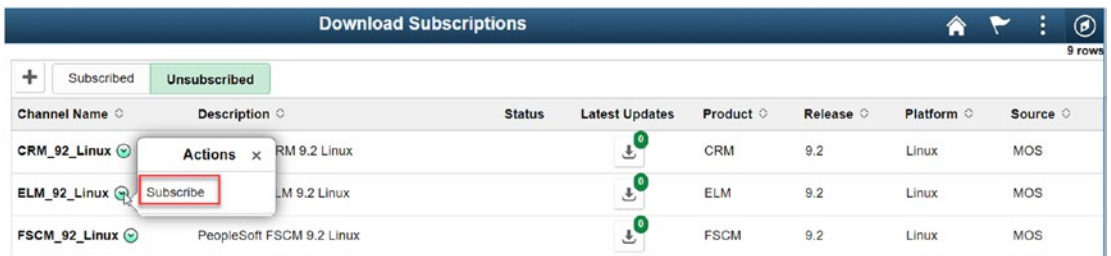 Download Subscriptions
9 rows
+ Subscribed Unsubscribed
Channel Name Description Status Latest Updates Product Release Platform Source
CRM_92_Linux RM 9.2 Linux 0 CRM 9.2 Linux MOS
Actions ×
ELM_92_Linux LM 9.2 Linux 0 ELM 9.2 Linux MOS
Subscribe
FSCM_92_Linux PeopleSoft FSCM 9.2 Linux 0 FSCM 9.2 Linux MOS